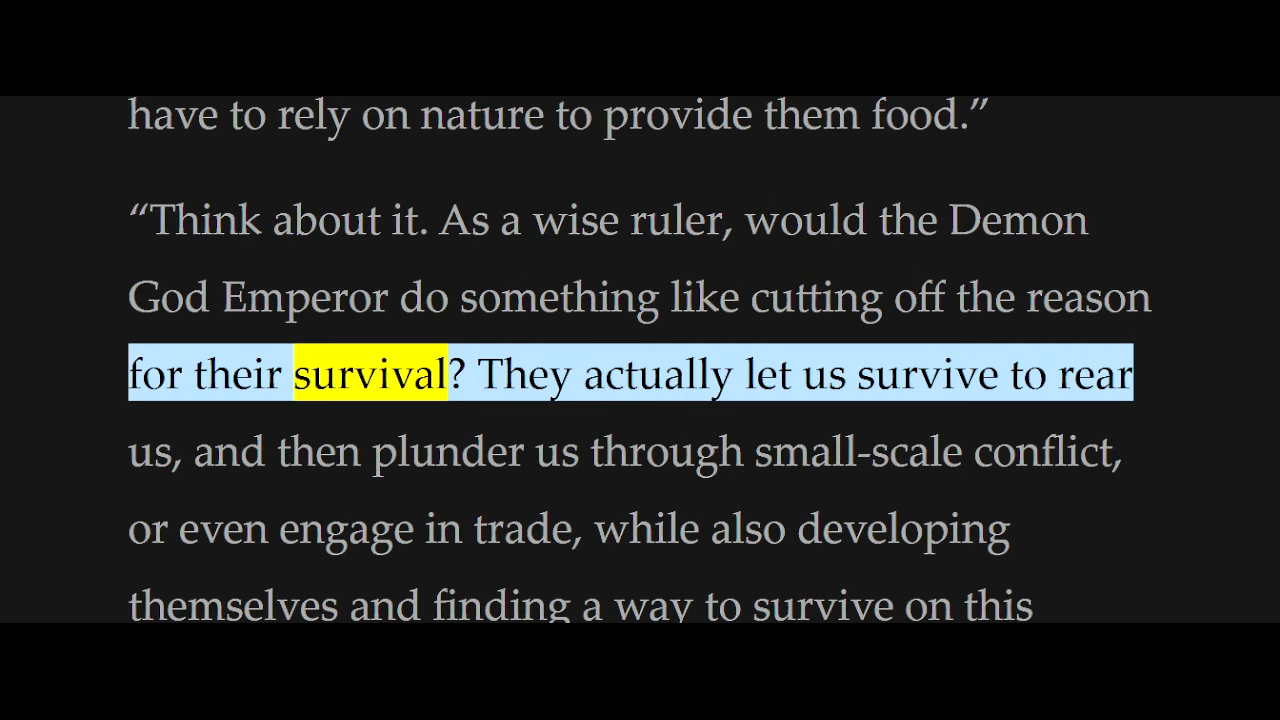 have to rely on nature to provide them food.”
“Think about it. As a wise ruler, would the Demon
God Emperor do something like cutting off the reason
for their survival? They actually let us survive to rear
us, and then plunder us through small-scale conflict,
or even engage in trade, while also developing
themselves and finding a way to survive on this